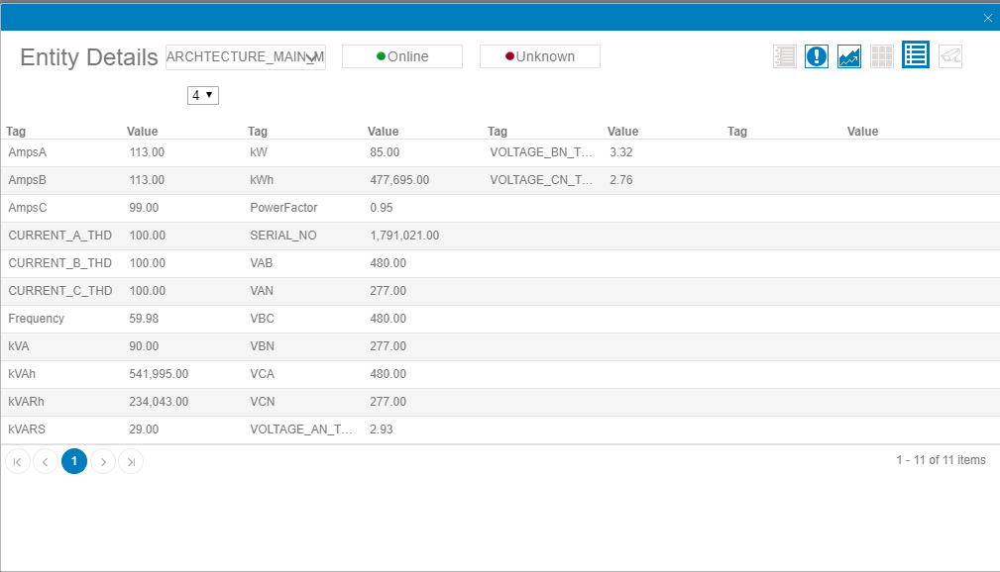 Entity Details ARCHTECTURE_MAIN_M Online Unknown
4
Tag Value Tag Value Tag Value Tag Value
AmpsA 113.00 kW 85.00 VOLTAGE_BN_T... 3.32
AmpsB 113.00 kWh 477,695.00 VOLTAGE_CN_T... 2.76
AmpsC 99.00 PowerFactor 0.95
CURRENT_A_THD 100.00 SERIAL_NO 1,791,021.00
CURRENT_B_THD 100.00 VAB 480.00
CURRENT_C_THD 100.00 VAN 277.00
Frequency 59.98 VBC 480.00
kVA 90.00 VBN 277.00
kVAh 541,995.00 VCA 480.00
kVARh 234,043.00 VCN 277.00
kVARS 29.00 VOLTAGE_AN_T... 2.93
1 1 - 11 of 11 items